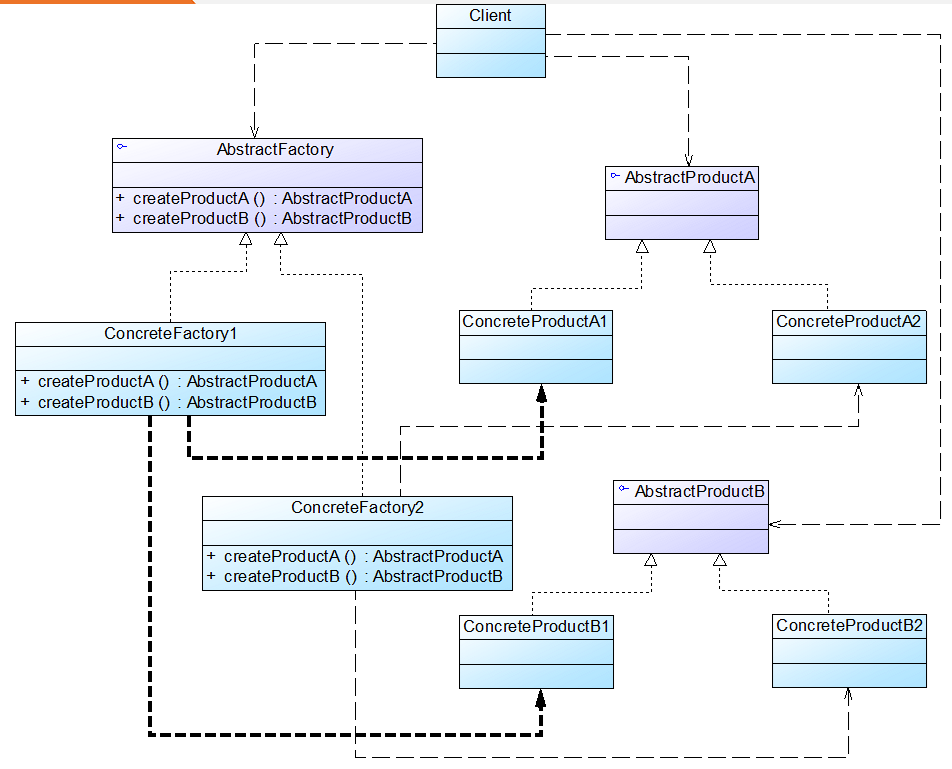 Client
AbstractFactory
+ createProductA () : AbstractProductA
+ createProductB () : AbstractProductB
AbstractProductA
ConcreteFactory1
+ createProductA () : AbstractProductA
+ createProductB () : AbstractProductB
ConcreteProductA1
ConcreteProductA2
ConcreteFactory2
+ createProductA () : AbstractProductA
+ createProductB () : AbstractProductB
AbstractProductB
ConcreteProductB1
ConcreteProductB2